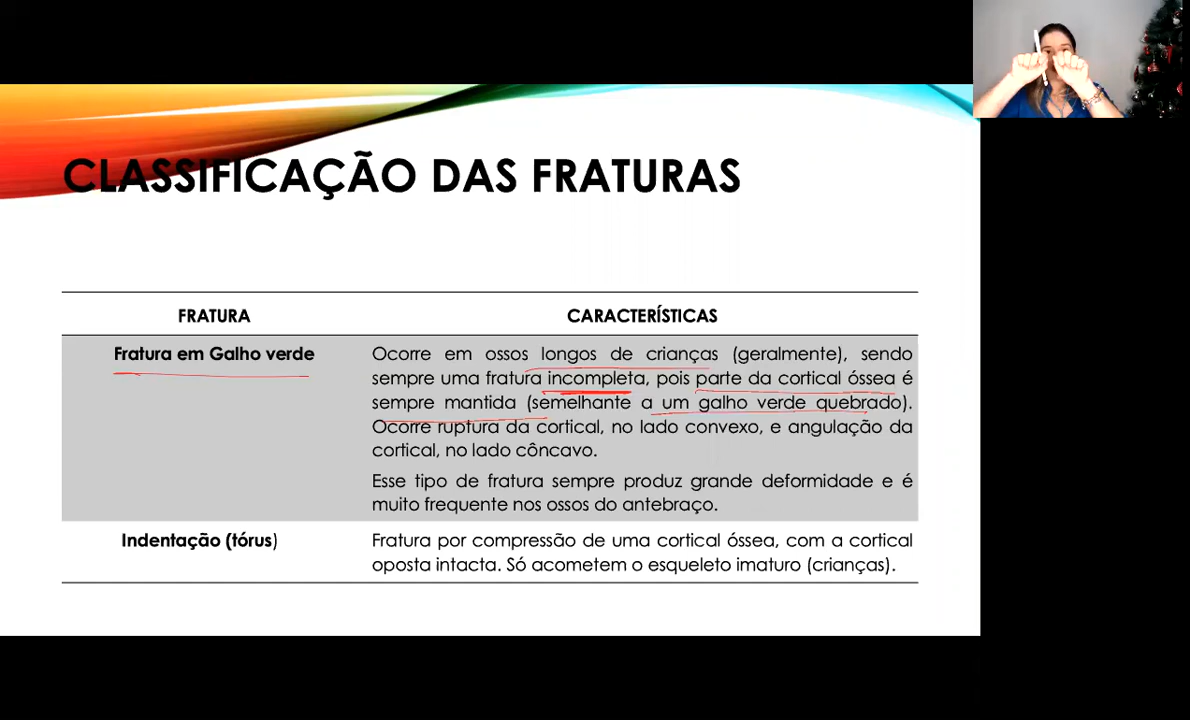 CLASSIFICAÇÃO DAS FRATURAS
FRATURA CARACTERÍSTICAS
Fratura em Galho verde
Ocorre em ossos longos de crianças (geralmente), sendo
sempre uma fratura incompleta, pois parte da cortical óssea é
sempre mantida (semelhante a um galho verde quebrado).
Ocorre ruptura da cortical, no lado convexo, e angulação da
cortical, no lado côncavo.
Esse tipo de fratura sempre produz grande deformidade e é
muito frequente nos ossos do antebraço.
Indentação (tórus)
Fratura por compressão de uma cortical óssea, com a cortical
oposta intacta. Só acometem o esqueleto imaturo (crianças).